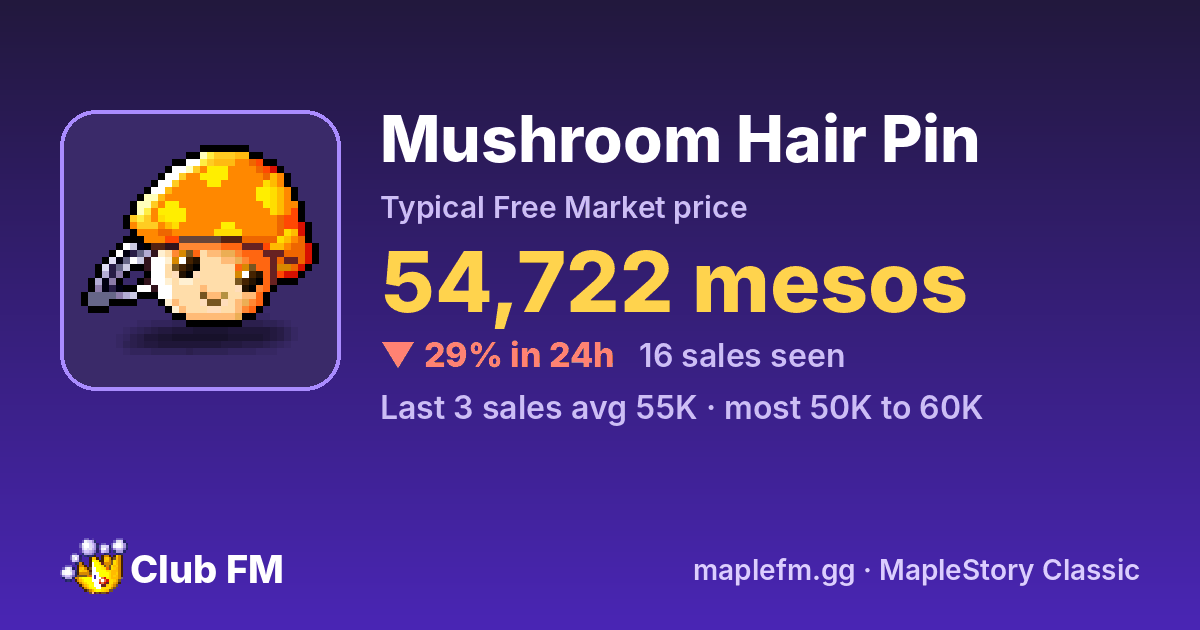 Mushroom Hair Pin
Typical Free Market price
54,722 mesos
▼ 29% in 24h 16 sales seen
Last 3 sales avg 55K · most 50K to 60K
Club FM
maplefm.gg · MapleStory Classic